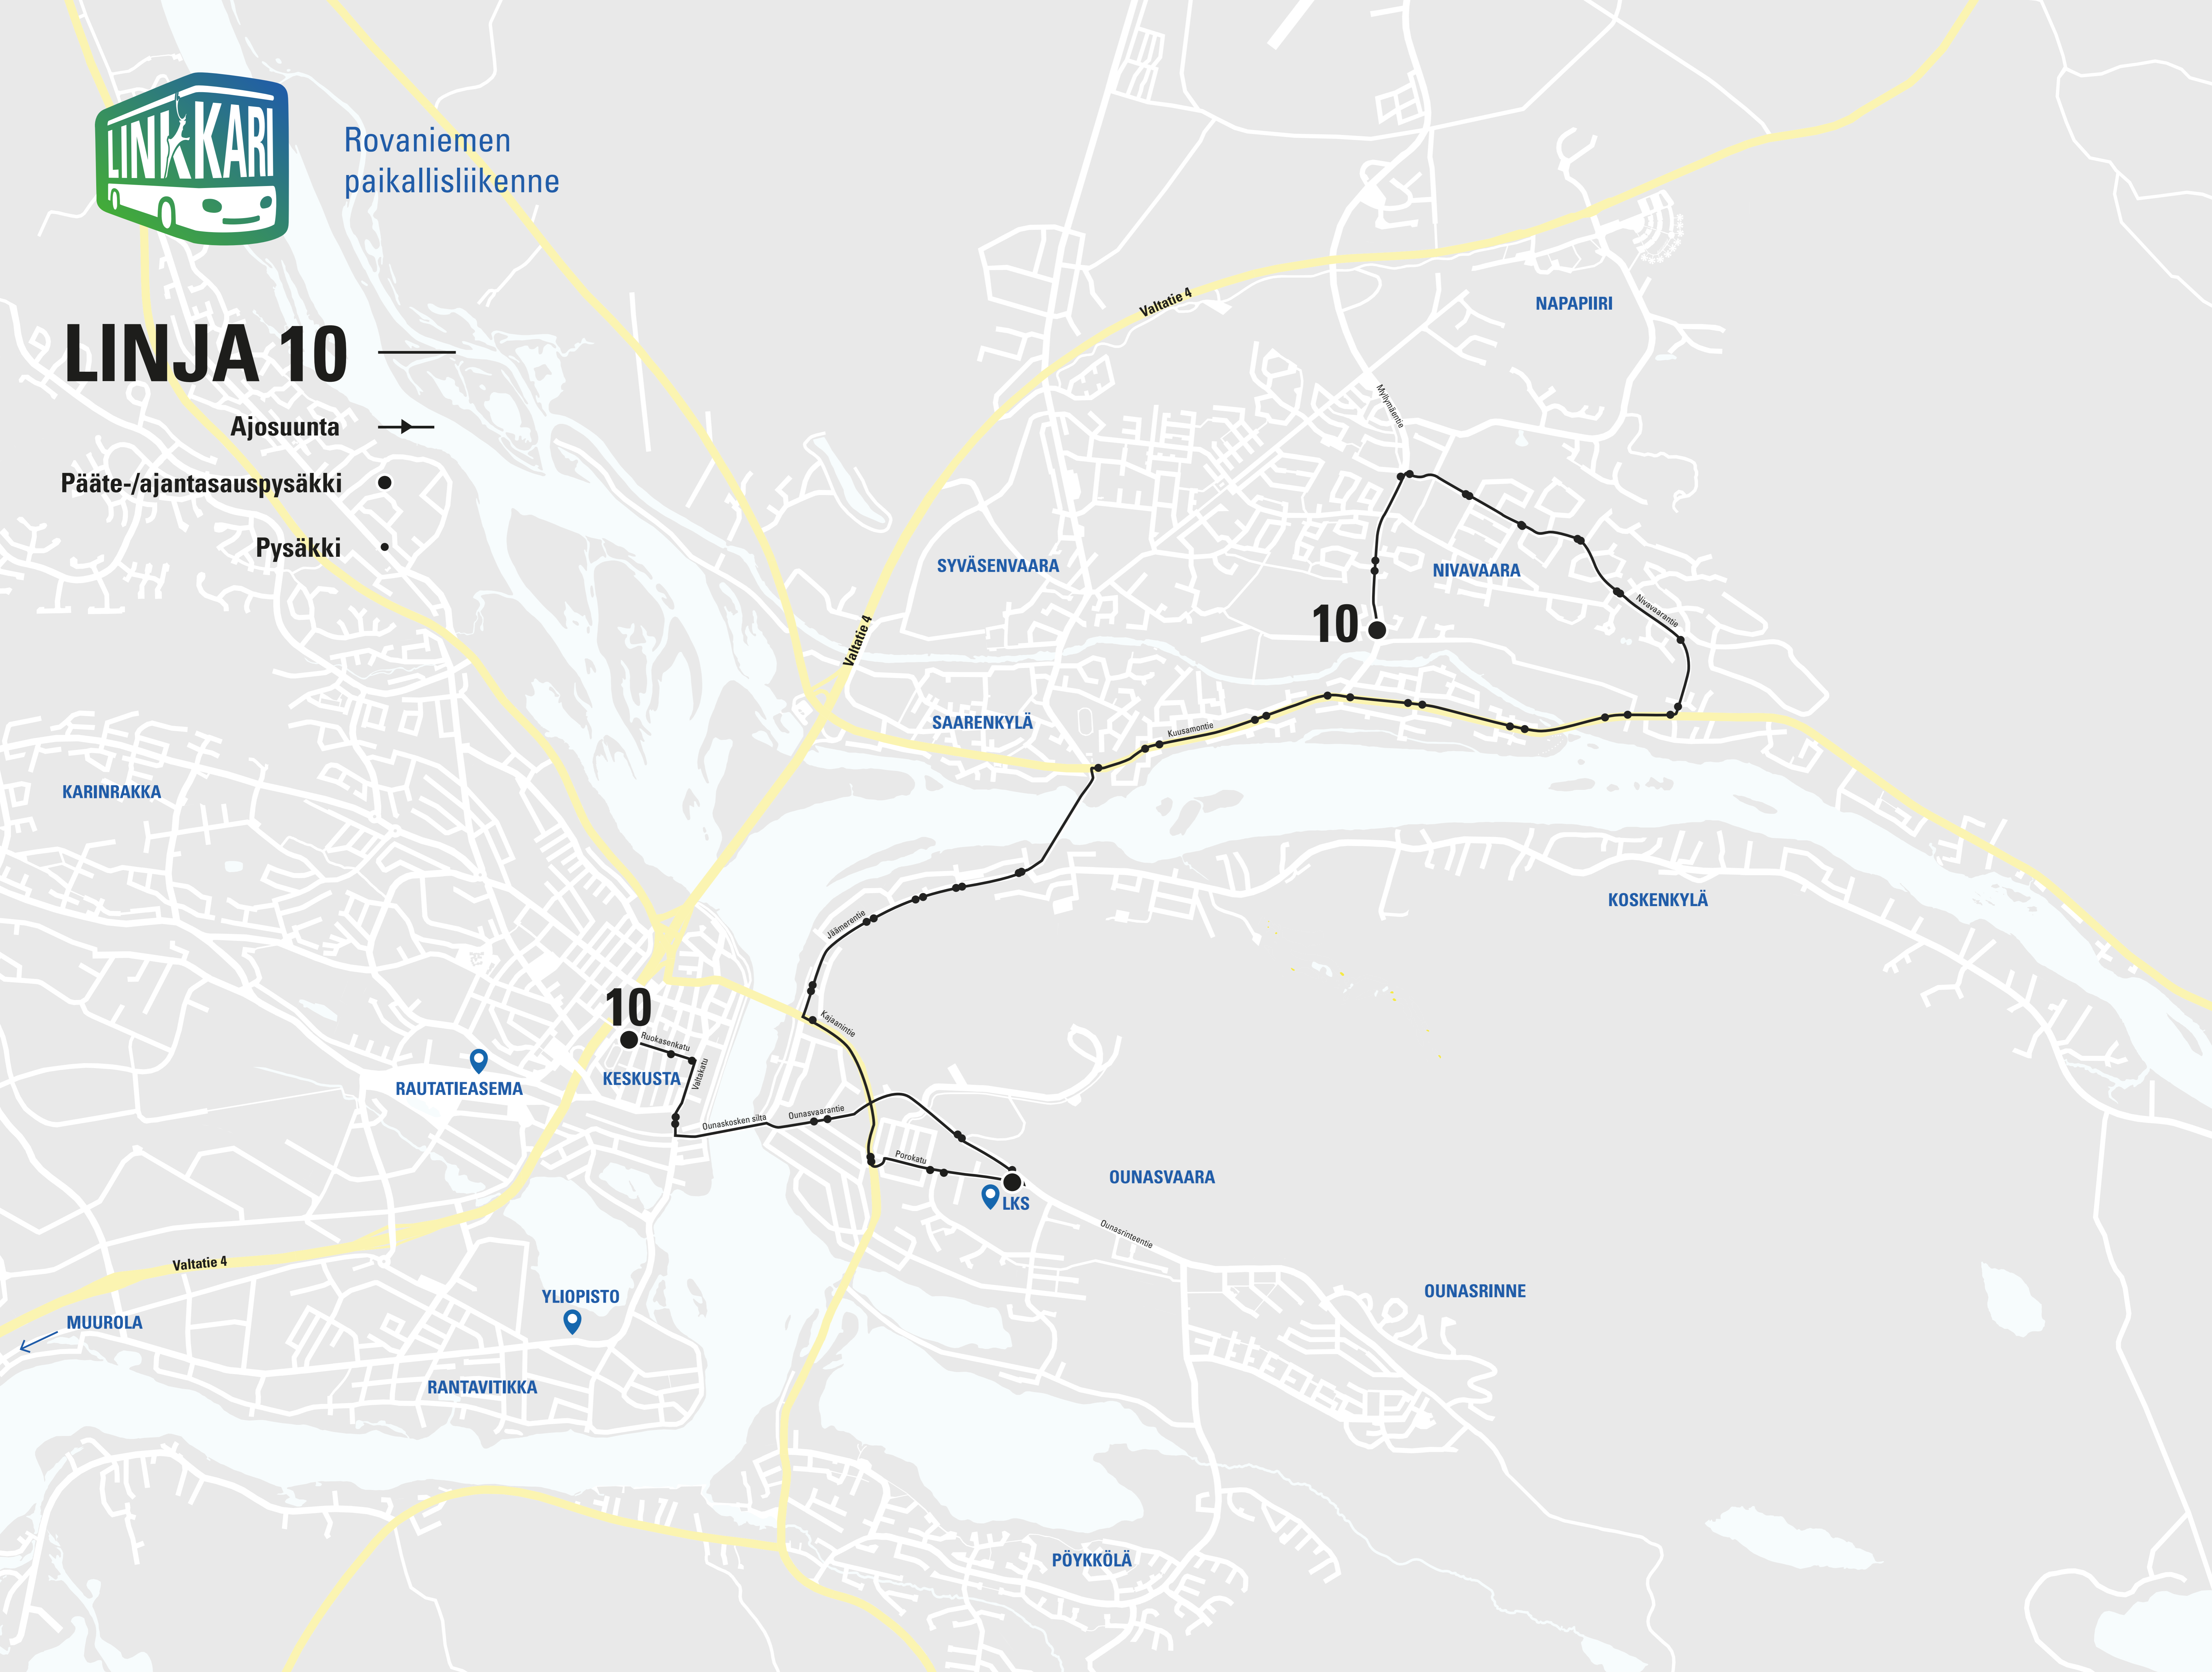 LINKKARI
Rovaniemen
paikallisliikenne
LINJA 10
Ajosuunta
Pääte-/ajantasauspysäkki
Pysäkki
Valtatie 4
NAPAPIIRI
Myllymäentie
SYVÄSENVAARA
NIVAVAARA
10
Nivavaarantie
Valtatie 4
SAARENKYLÄ
Kuusamontie
KARINRAKKA
KOSKENKYLÄ
Jäämerentie
10
Kajaanintie
Ruokasenkatu
Valtakatu
KESKUSTA
RAUTATIEASEMA
Ounaskosken silta
Ounasvaarantie
Porokatu
OUNASVAARA
LKS
Ounasrinteentie
Valtatie 4
OUNASRINNE
YLIOPISTO
MUUROLA
RANTAVITIKKA
PÖYKKÖLÄ